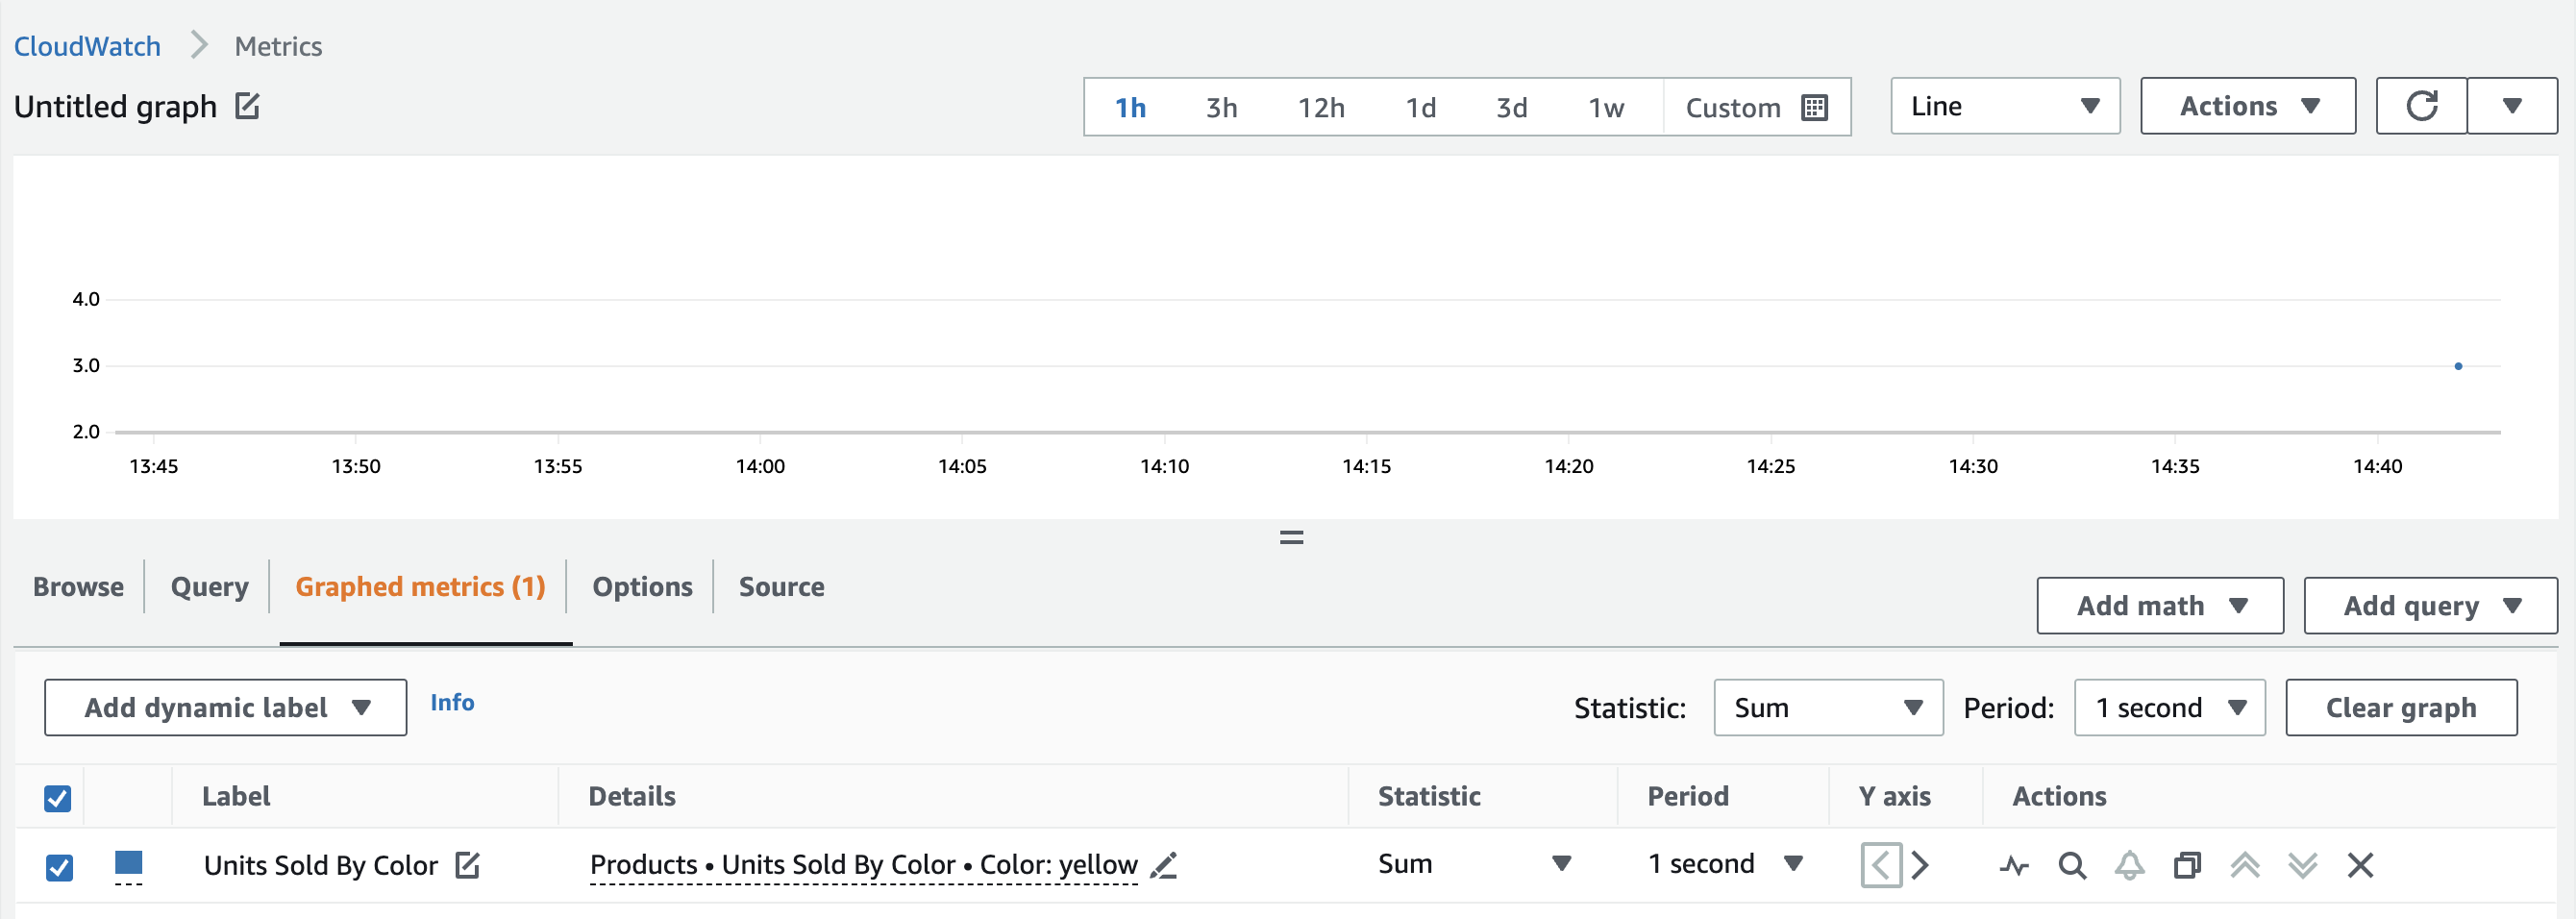 CloudWatch Metrics
Untitled graph
1h 3h 12h 1d 3d 1w Custom Line Actions
4.0
3.0
2.0
13:45 13:50 13:55 14:00 14:05 14:10 14:15 14:20 14:25 14:30 14:35 14:40
Browse Query Graphed metrics (1) Options Source
Add math Add query
Add dynamic label Info Statistic: Sum Period: 1 second Clear graph
Label Details Statistic Period Y axis Actions
Units Sold By Color Products • Units Sold By Color • Color: yellow Sum 1 second